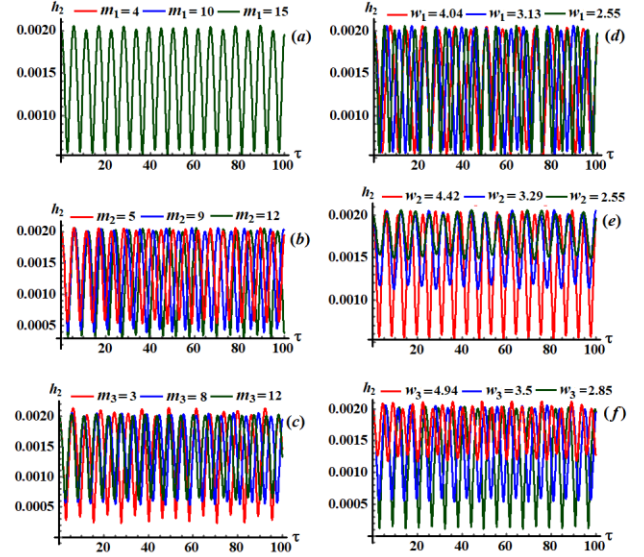 h₂ m₁=4 m₁=10 m₁=15
(a)
0.0020
0.0015
0.0010
20 40 60 80 100 τ
h₂ w₁=4.04 w₁=3.13 w₁=2.55
(d)
0.0020
0.0015
0.0010
20 40 60 80 100 τ
h₂ m₂=5 m₂=9 m₂=12
(b)
0.0020
0.0015
0.0010
0.0005
20 40 60 80 100 τ
h₂ w₂=4.42 w₂=3.29 w₂=2.55
(e)
0.0020
0.0015
0.0010
20 40 60 80 100 τ
h₂ m₃=3 m₃=8 m₃=12
(c)
0.0020
0.0015
0.0010
0.0005
20 40 60 80 100 τ
h₂ w₃=4.94 w₃=3.5 w₃=2.85
(f)
0.0020
0.0015
0.0010
0.0005
20 40 60 80 100 τ